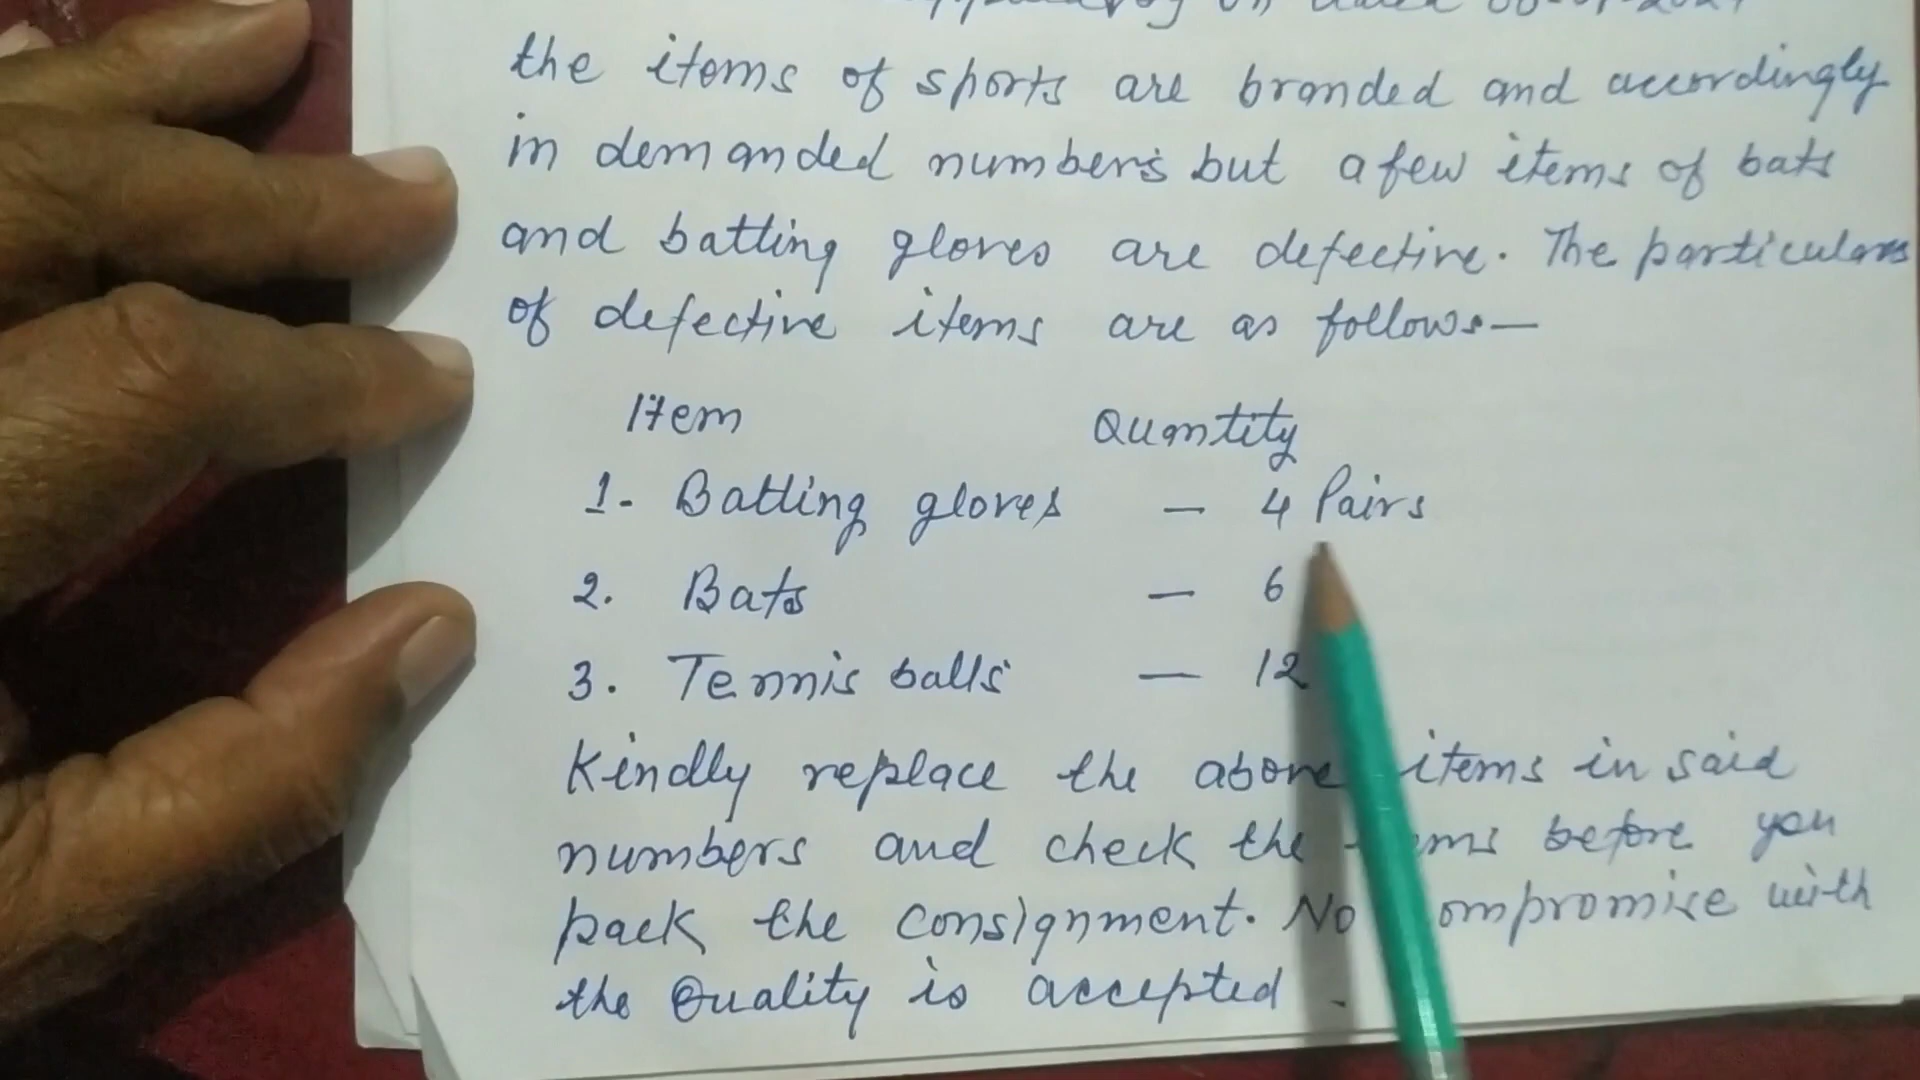 the items of sports are branded and accordingly
in demanded numbers but a few items of bats
and batting gloves are defective. The particulars
of defective items are as follows—
Item Quantity
1. Batting gloves — 4 Pairs
2. Bats — 6
3. Tennis balls — 12
Kindly replace the above items in said
numbers and check the before you
pack the consignment. No with
the Quality is accepted.